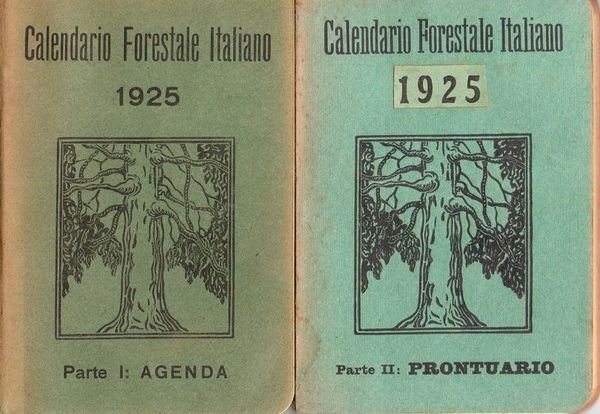 Calendario Forestale Italiano
1925
Parte I: AGENDA
Calendario Forestale Italiano
1925
Parte II: PRONTUARIO